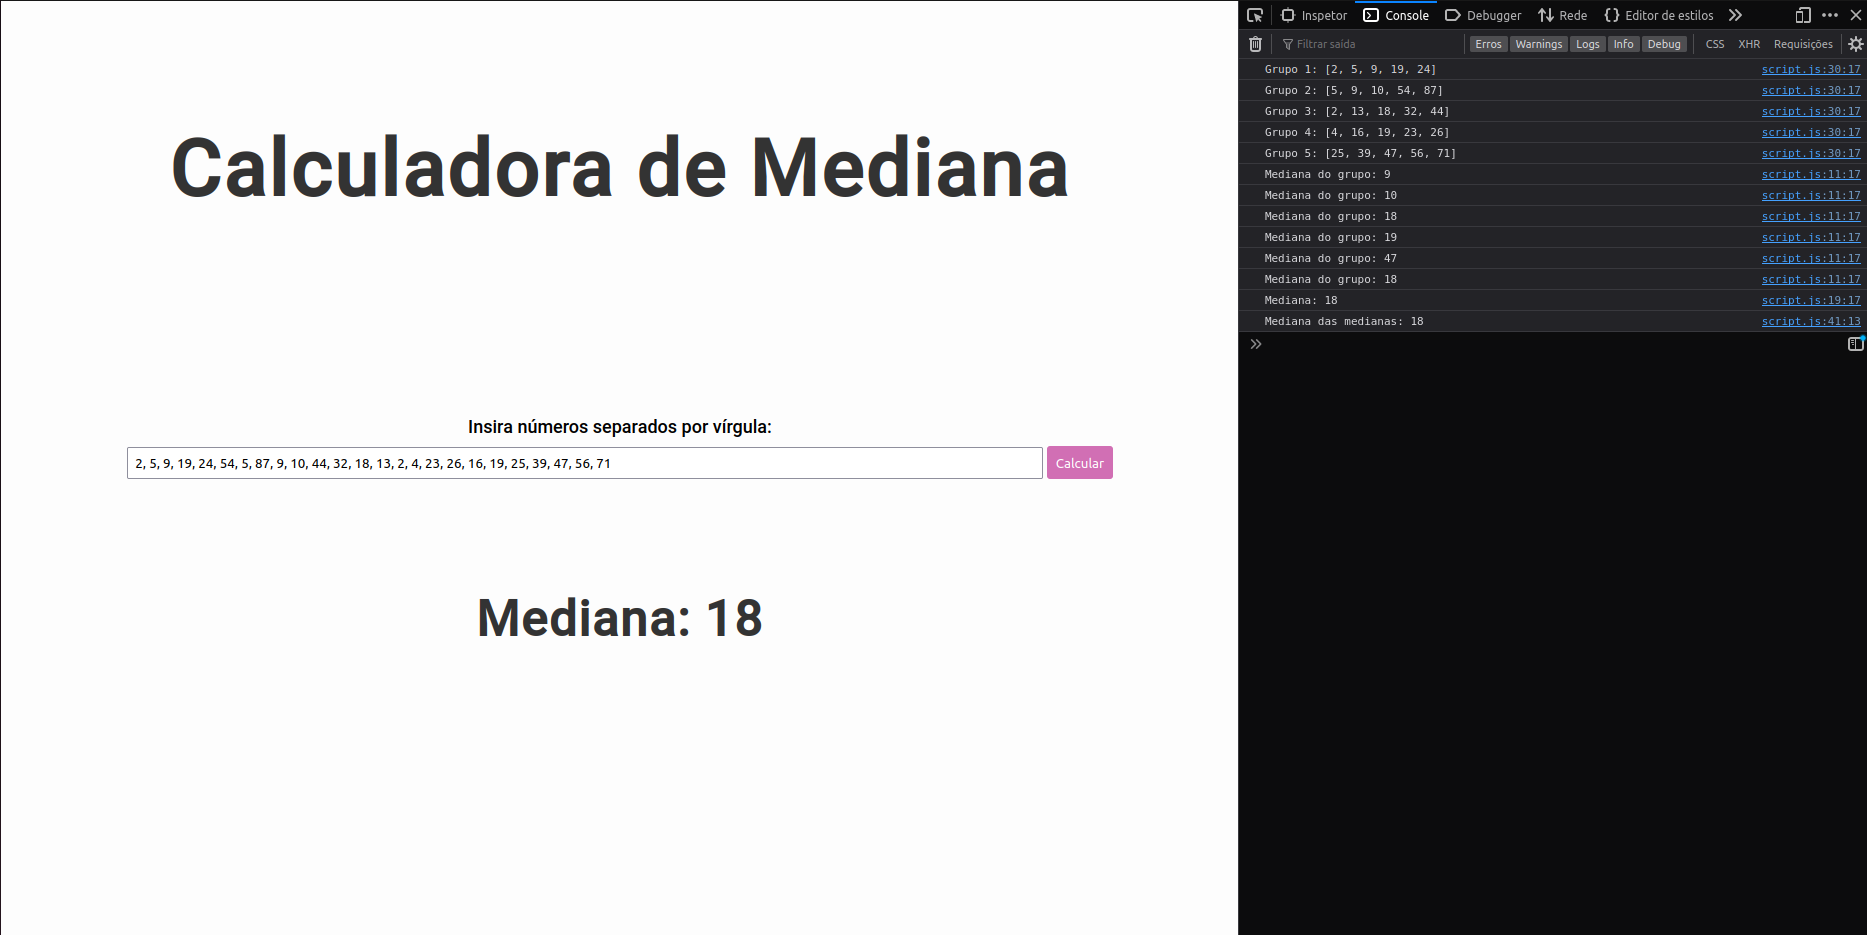 Calculadora de Mediana
Insira números separados por vírgula:
2, 5, 9, 19, 24, 54, 5, 87, 9, 10, 44, 32, 18, 13, 2, 4, 23, 26, 16, 19, 25, 39, 47, 56, 71
Calcular
Mediana: 18
Inspetor Console Debugger Rede Editor de estilos
Filtrar saída Erros Warnings Logs Info Debug CSS XHR Requisições
Grupo 1: [2, 5, 9, 19, 24] script.js:30:17
Grupo 2: [5, 9, 10, 54, 87] script.js:30:17
Grupo 3: [2, 13, 18, 32, 44] script.js:30:17
Grupo 4: [4, 16, 19, 23, 26] script.js:30:17
Grupo 5: [25, 39, 47, 56, 71] script.js:30:17
Mediana do grupo: 9 script.js:11:17
Mediana do grupo: 10 script.js:11:17
Mediana do grupo: 18 script.js:11:17
Mediana do grupo: 19 script.js:11:17
Mediana do grupo: 47 script.js:11:17
Mediana do grupo: 18 script.js:11:17
Mediana: 18 script.js:19:17
Mediana das medianas: 18 script.js:41:13